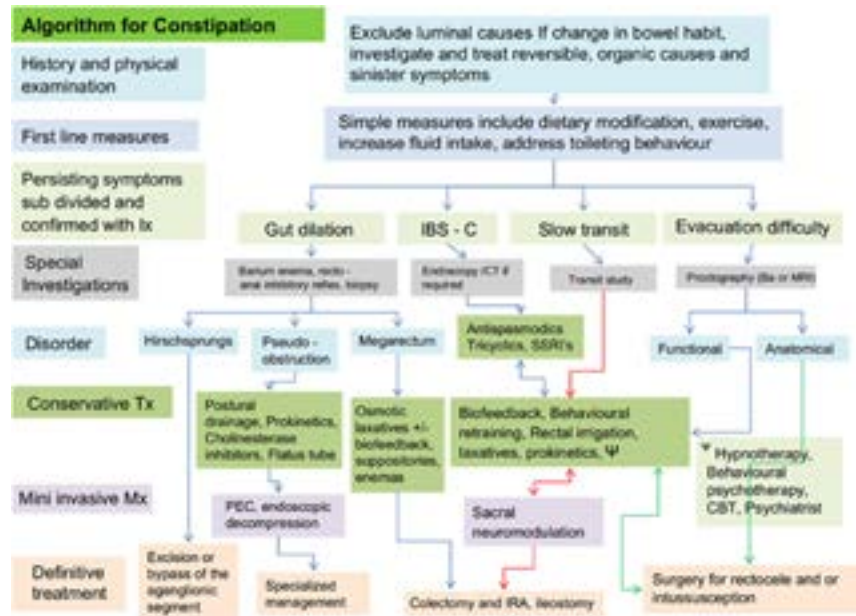 Algorithm for Constipation
Exclude luminal causes If change in bowel habit,
investigate and treat reversible, organic causes and
sinister symptoms
History and physical
examination
Simple measures include dietary modification, exercise,
increase fluid intake, address toileting behaviour
First line measures
Persisting symptoms
sub divided and
confirmed with Ix
Gut dilation
IBS - C
Slow transit
Evacuation difficulty
Special
Investigations
Barium enema, recto -
anal inhibitory reflex, biopsy
Endoscopy /CT if
required
Transit study
Proctography (Ba or MRI)
Disorder
Hirschsprungs
Pseudo -
obstruction
Megarectum
Antispasmodics
Tricyclics, SSRI's
Functional
Anatomical
Conservative Tx
Postural
drainage, Prokinetics,
Cholinesterase
inhibitors, Flatus tube
Osmotic
laxatives +/-
biofeedback,
suppositories,
enemas
Biofeedback, Behavioural
retraining, Rectal irrigation,
laxatives, prokinetics, Ψ
Ψ Hypnotherapy,
Behavioural
psychotherapy,
CBT, Psychiatrist
Mini invasive Mx
PEC, endoscopic
decompression
Sacral
neuromodulation
Definitive
treatment
Excision or
bypass of the
aganglionic
segment
Specialized
management
Colectomy and IRA, ileostomy
Surgery for rectocele and or
intussusception